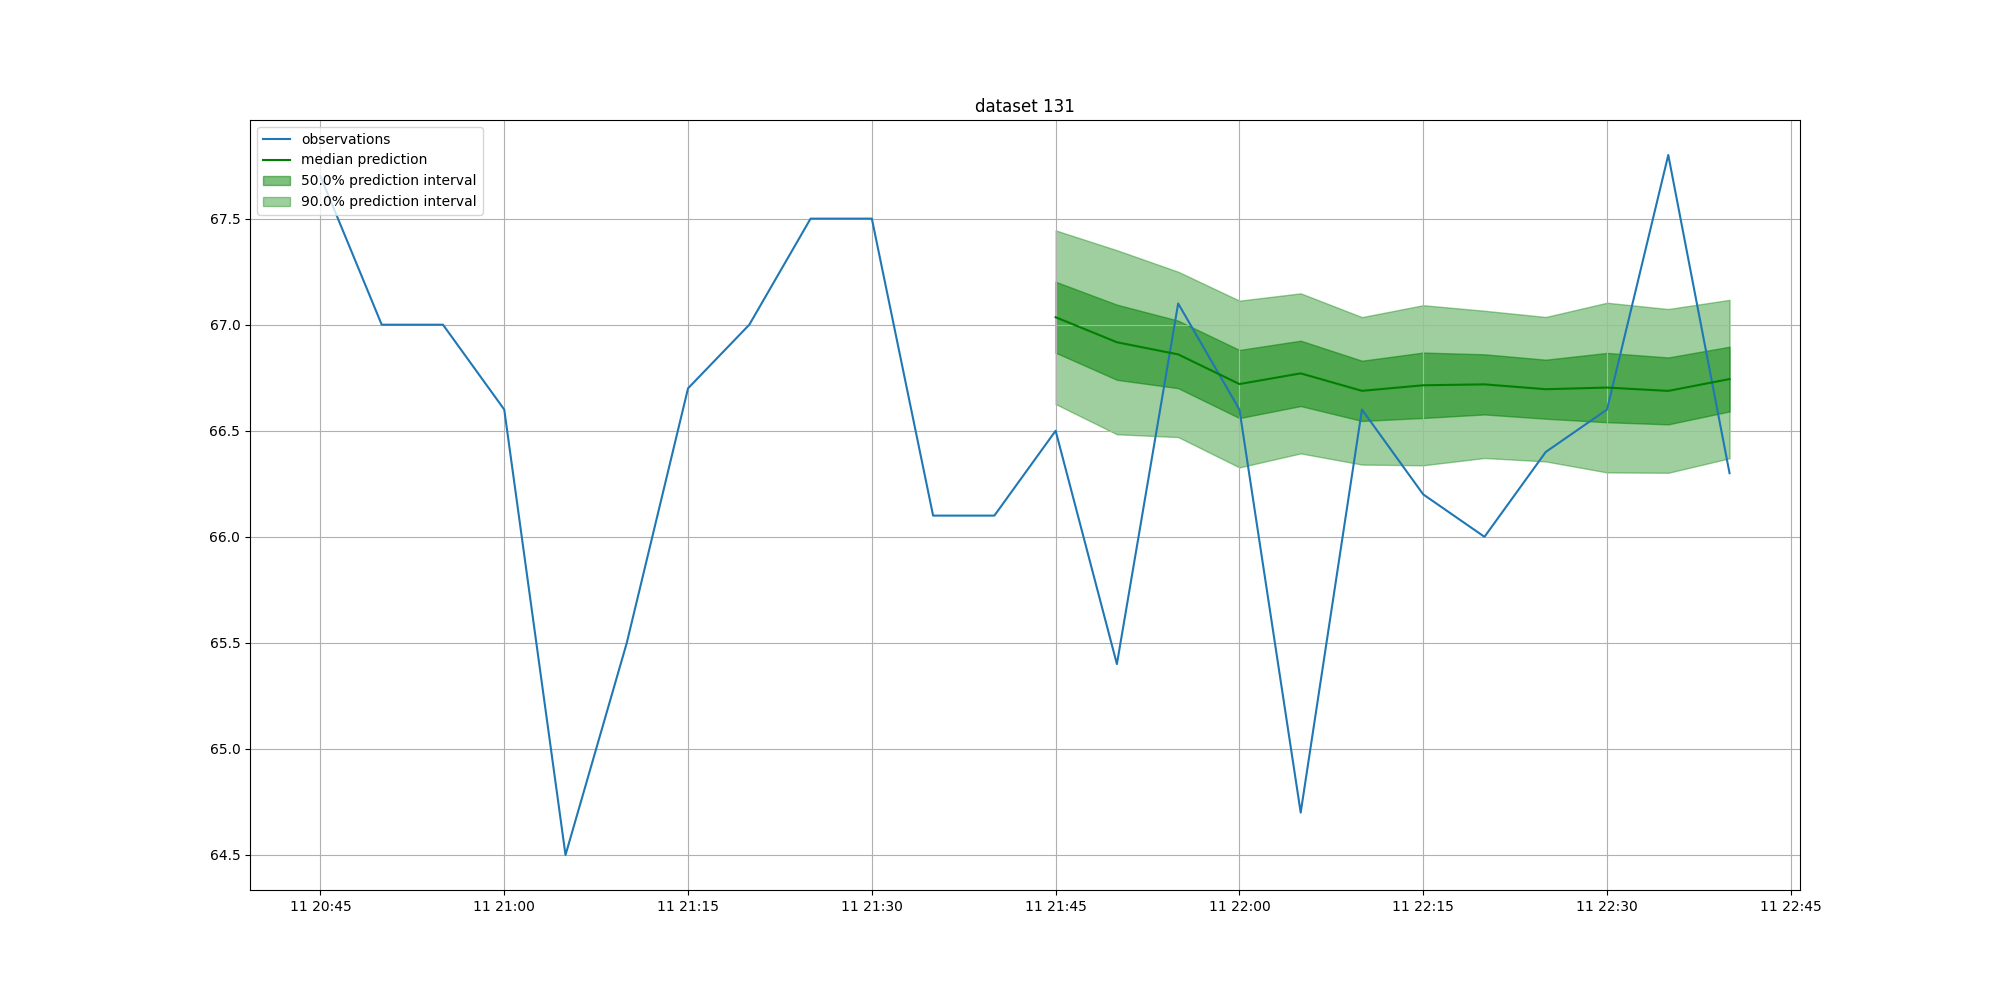 dataset 131
observations
median prediction
50.0% prediction interval
90.0% prediction interval
67.5
67.0
66.5
66.0
65.5
65.0
64.5
11 20:45 11 21:00 11 21:15 11 21:30 11 21:45 11 22:00 11 22:15 11 22:30 11 22:45